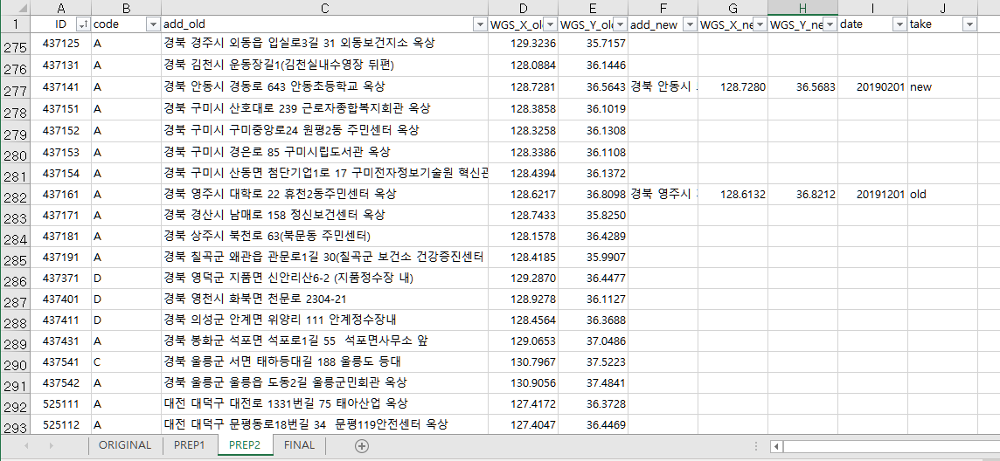 A B C D E F G H I J
1 ID code add_old WGS_X_ol WGS_Y_old add_new WGS_X_ne WGS_Y_ne date take
275 437125 A 경북 경주시 외동읍 입실로3길 31 외동보건지소 옥상 129.3236 35.7157
276 437131 A 경북 김천시 운동장길1(김천실내수영장 뒤편) 128.0884 36.1446
277 437141 A 경북 안동시 경동로 643 안동초등학교 옥상 128.7281 36.5643 경북 안동시 128.7280 36.5683 20190201 new
278 437151 A 경북 구미시 산호대로 239 근로자종합복지회관 옥상 128.3858 36.1019
279 437152 A 경북 구미시 구미중앙로24 원평2동 주민센터 옥상 128.3258 36.1308
280 437153 A 경북 구미시 경은로 85 구미시립도서관 옥상 128.3386 36.1108
281 437154 A 경북 구미시 산동면 첨단기업1로 17 구미전자정보기술원 혁신관 128.4394 36.1372
282 437161 A 경북 영주시 대학로 22 휴천2동주민센터 옥상 128.6217 36.8098 경북 영주시 128.6132 36.8212 20191201 old
283 437171 A 경북 경산시 남매로 158 정신보건센터 옥상 128.7433 35.8250
284 437181 A 경북 상주시 북천로 63(북문동 주민센터) 128.1578 36.4289
285 437191 A 경북 칠곡군 왜관읍 관문로1길 30(칠곡군 보건소 건강증진센터 128.4185 35.9907
286 437371 D 경북 영덕군 지품면 신안리산6-2 (지품정수장 내) 129.2870 36.4477
287 437401 D 경북 영천시 화북면 천문로 2304-21 128.9278 36.1127
288 437411 D 경북 의성군 안계면 위양리 111 안계정수장내 128.4564 36.3688
289 437431 A 경북 봉화군 석포면 석포로1길 55 석포면사무소 앞 129.0653 37.0486
290 437541 C 경북 울릉군 서면 태하등대길 188 울릉도 등대 130.7967 37.5223
291 437542 A 경북 울릉군 울릉읍 도동2길 울릉군민회관 옥상 130.9056 37.4841
292 525111 A 대전 대덕구 대전로 1331번길 75 태아산업 옥상 127.4172 36.3728
293 525112 A 대전 대덕구 문평동로18번길 34 문평119안전센터 옥상 127.4047 36.4469
ORIGINAL PREP1 PREP2 FINAL